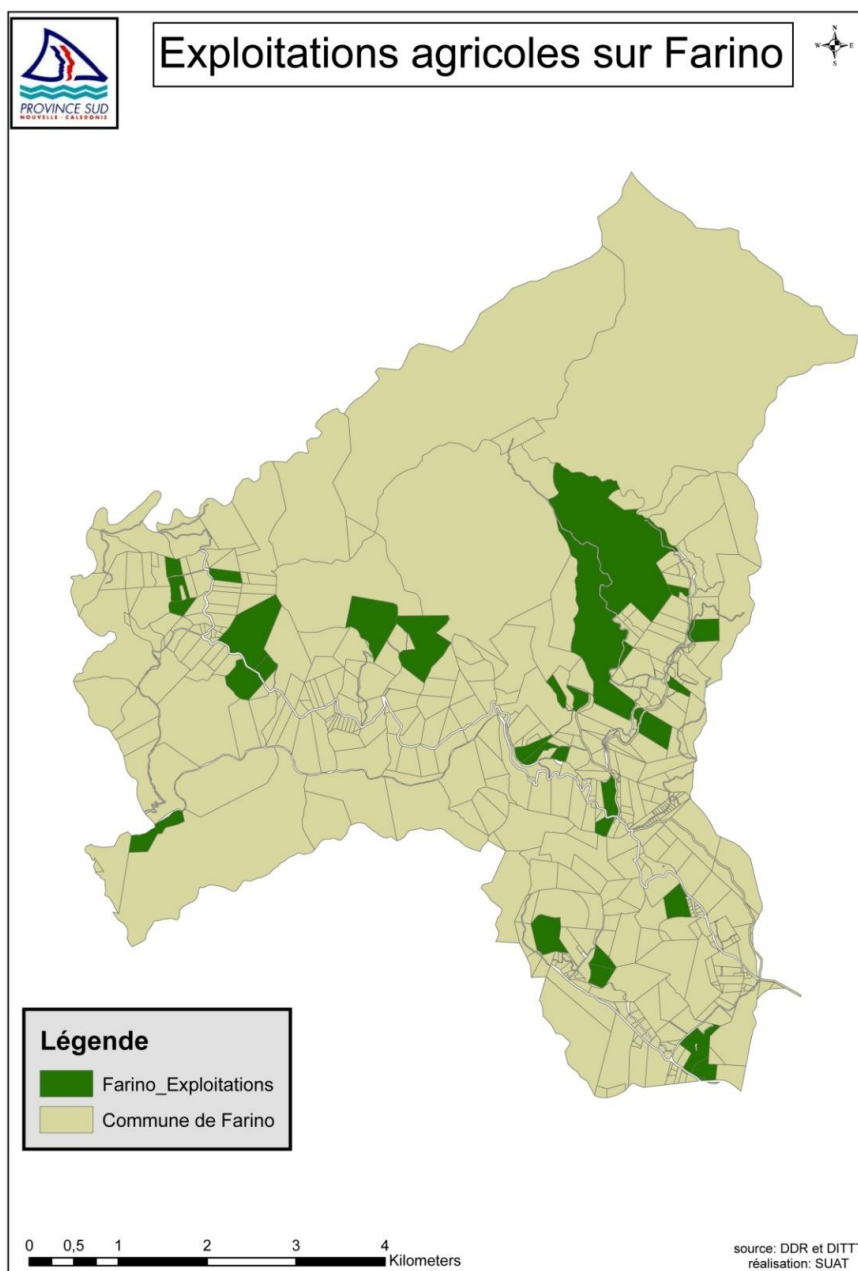 Exploitations agricoles sur Farino
N
W E
S
PROVINCE SUD
NOUVELLE - CALEDONIE
Légende
Farino_Exploitations
Commune de Farino
0 0,5 1 2 3 4
Kilometers
source: DDR et DITTT
réalisation: SUAT